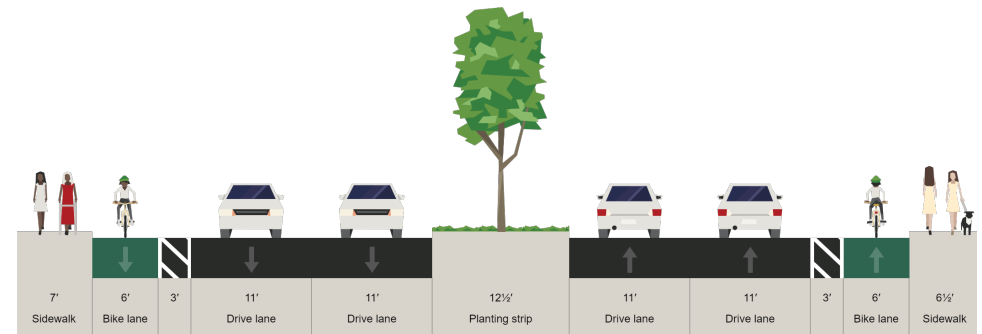 7′ 6′ 3′ 11′ 11′ 12½′ 11′ 11′ 3′ 6′ 6½′
Sidewalk Bike lane Drive lane Drive lane Planting strip Drive lane Drive lane Bike lane Sidewalk